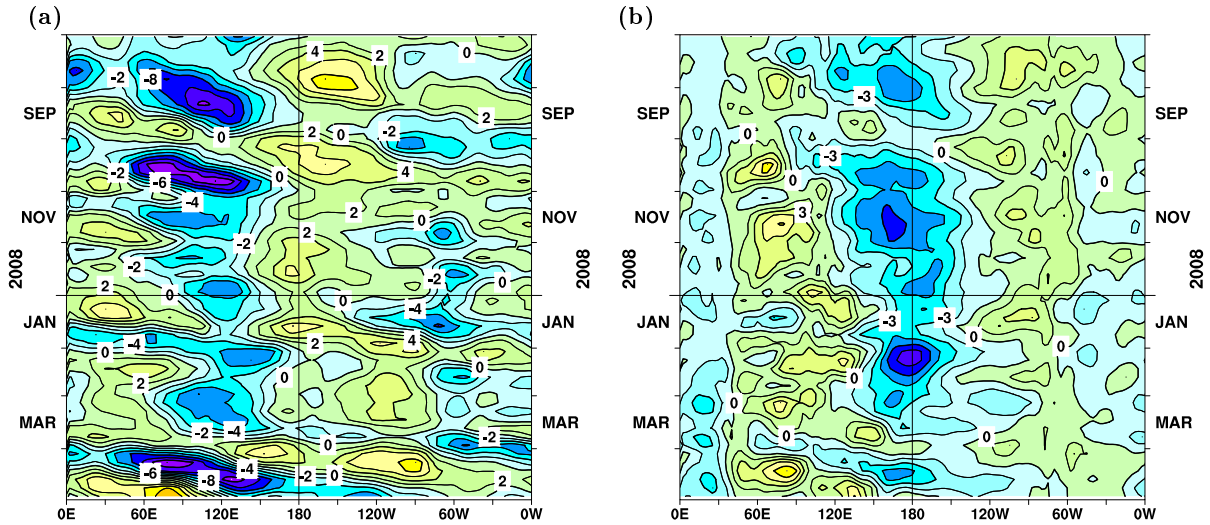 (a) (b)
4 2 0
-2 -8
SEP 2 SEP
0 2 0 -2
-2 -6 0 4
-4
NOV 2 0 NOV
-2 2
-2 -2 0
2008 2008
2 0 0 -4
JAN JAN
0 -4 2 4
2 0 0
MAR -2 -4 0 -2 MAR
-6 -8 -4 -2 0 2
0E 60E 120E 180 120W 60W 0W
-3
SEP SEP
0 -3 0
0 0
NOV 3 NOV
2008 2008
JAN -3 -3 JAN
0 0
0 0
MAR 0 0 MAR
0E 60E 120E 180 120W 60W 0W